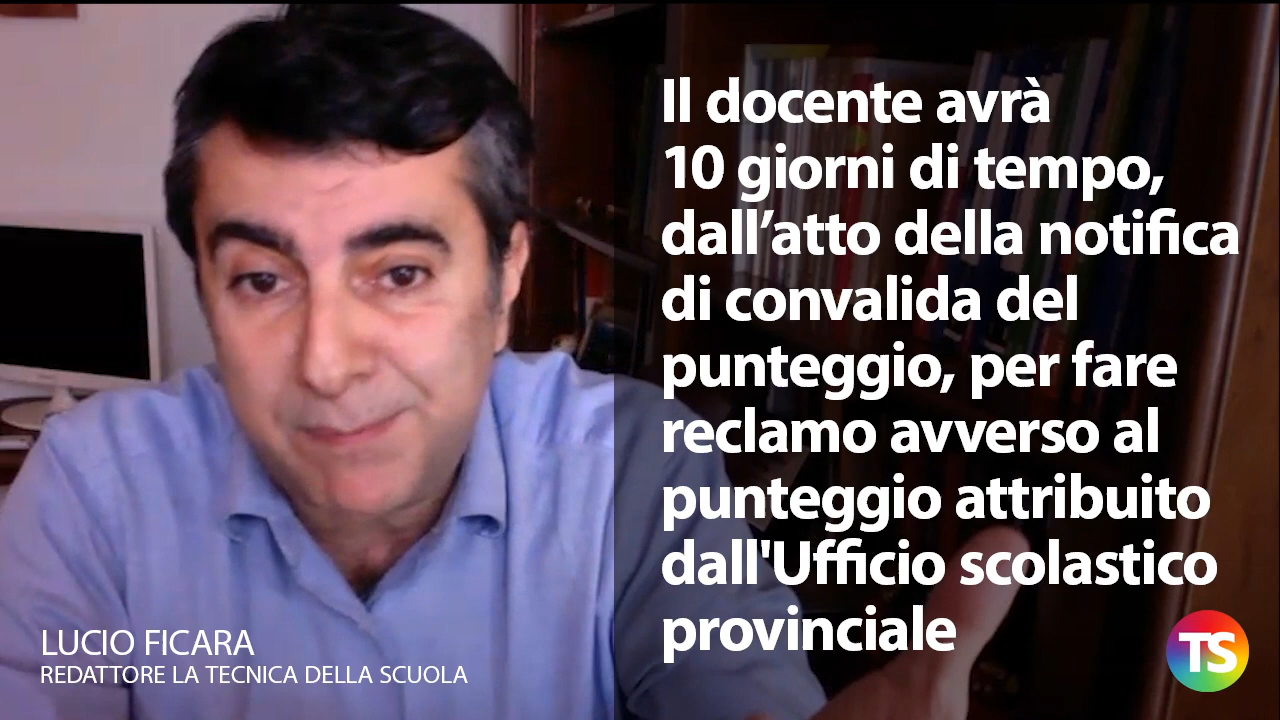 Il docente avrà
10 giorni di tempo,
dall’atto della notifica
di convalida del
punteggio, per fare
reclamo avverso al
punteggio attribuito
dall'Ufficio scolastico
provinciale
LUCIO FICARA
REDATTORE LA TECNICA DELLA SCUOLA
TS